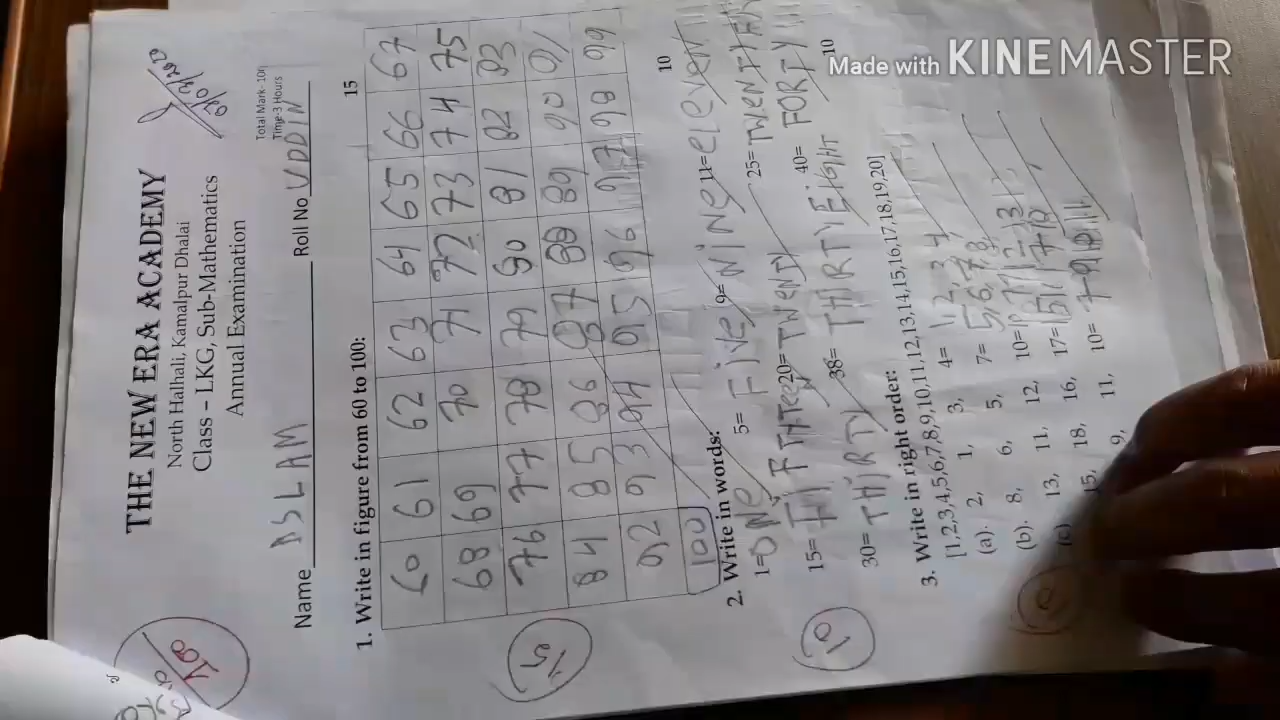 THE NEW ERA ACADEMY
North Halhali, Kamalpur Dhalai
Class – LKG, Sub-Mathematics
Annual Examination
Total Mark-100
Time-3 Hours
Name ASLAM Roll No UDDIN
1. Write in figure from 60 to 100: 15
60 61 62 63 64 65 66 67
68 69 70 71 72 73 74 75
76 77 78 79 80 81 82 83
84 85 86 87 88 89 90 91
92 93 94 95 96 97 98 99
100
15
2. Write in words: 10
1= ONE 5= Five 9= Nine 11= eleven
15= FIFTHTeen 20= TWENTY 25= TWENTY
30= THIRTY 38= THIRTY EIGHT 40= FORTY 10
10
3. Write in right order:
[1,2,3,4,5,6,7,8,9,10,11,12,13,14,15,16,17,18,19,20]
(a). 2, 1, 3, 4= 1, 2, 3, 4
(b). 8, 6, 5, 7= 5, 6, 7, 8,
13, 11, 12, 10=
15, 18, 16, 17=
9, 11, 10=
100
Made with KINEMASTER